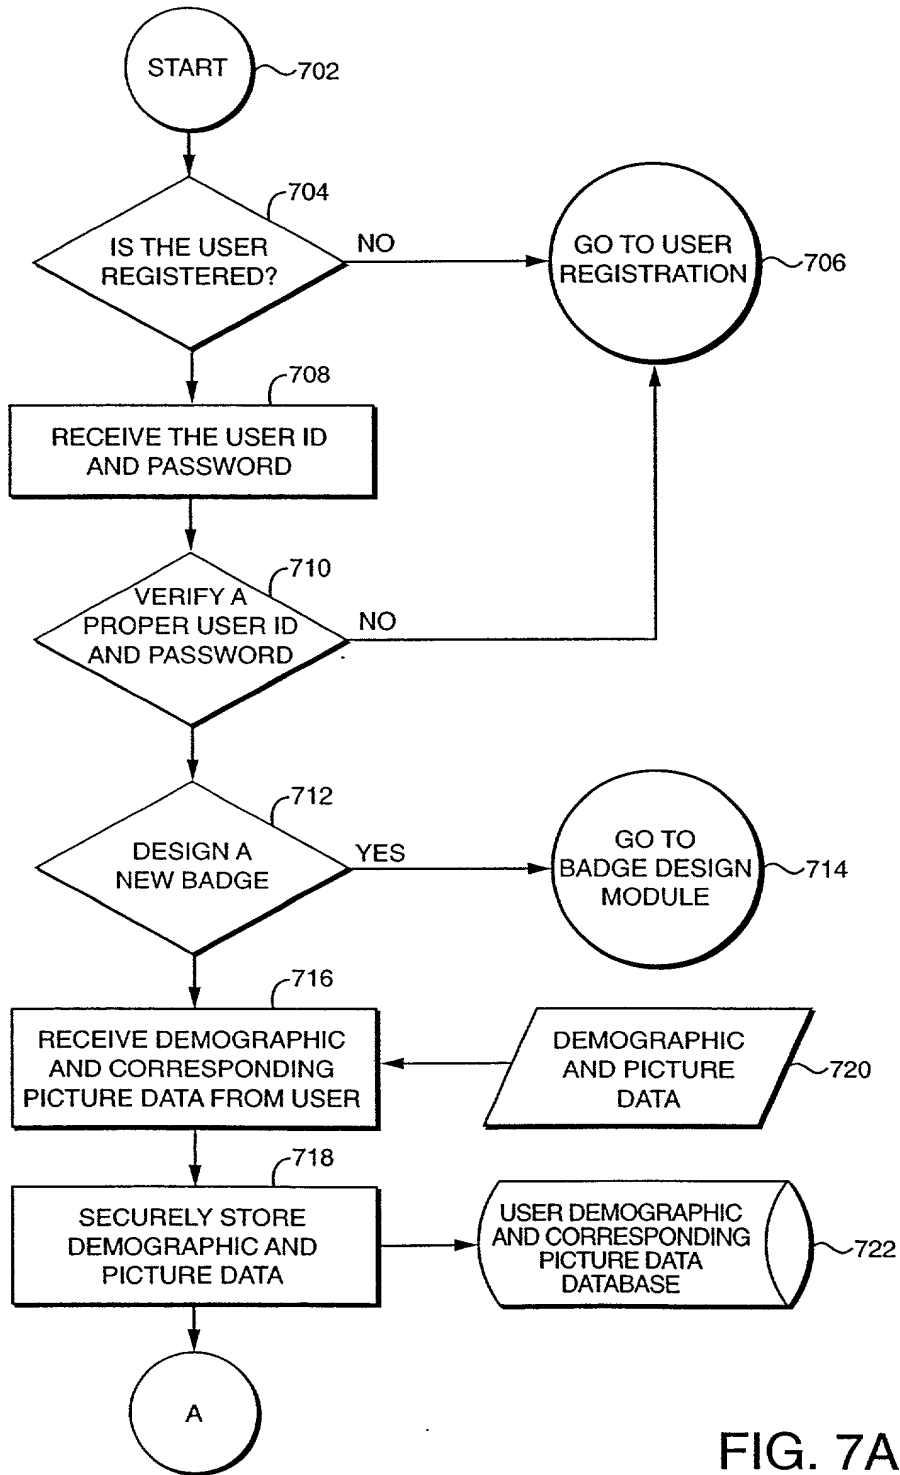 START
702
704
IS THE USER
REGISTERED?
NO
GO TO USER
REGISTRATION
706
708
RECEIVE THE USER ID
AND PASSWORD
710
VERIFY A
PROPER USER ID
AND PASSWORD
NO
712
DESIGN A
NEW BADGE
YES
GO TO
BADGE DESIGN
MODULE
714
716
RECEIVE DEMOGRAPHIC
AND CORRESPONDING
PICTURE DATA FROM USER
DEMOGRAPHIC
AND PICTURE
DATA
720
718
SECURELY STORE
DEMOGRAPHIC AND
PICTURE DATA
USER DEMOGRAPHIC
AND CORRESPONDING
PICTURE DATA
DATABASE
722
A
FIG. 7A